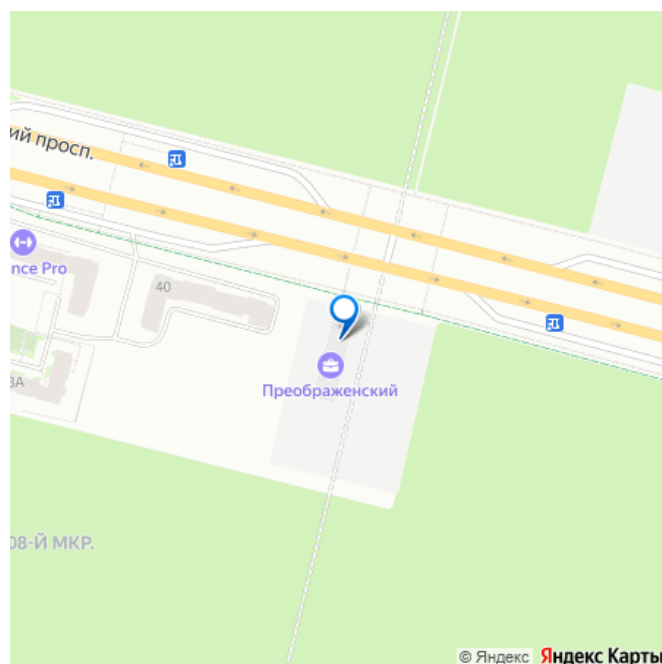 ий просп.
nce Pro
40
3А
Преображенский
08-Й МКР.
© Яндекс Яндекс Карты